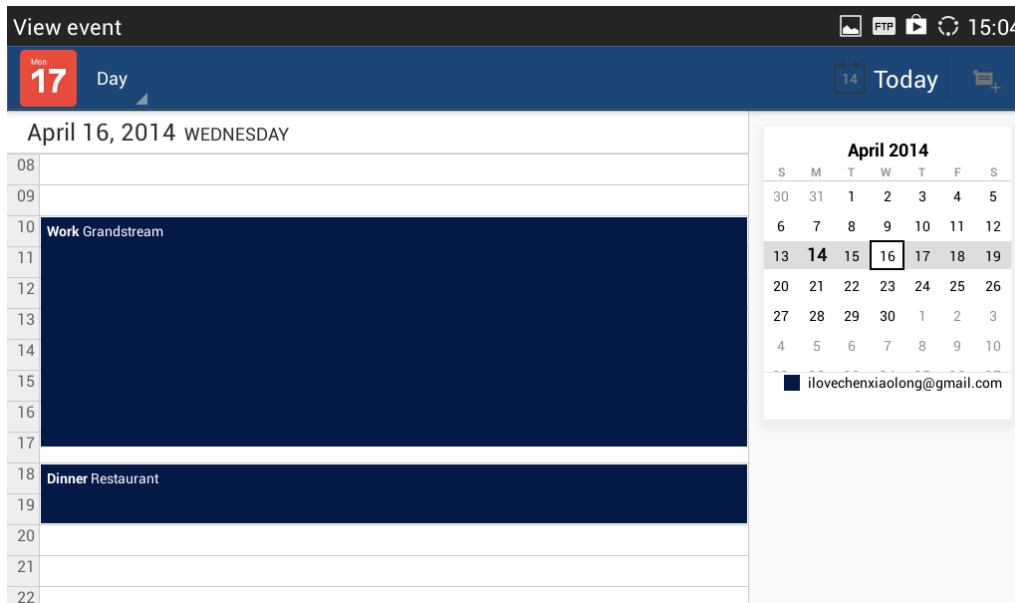 View event
FTP
15:04
Mon
17
Day
14
Today
April 16, 2014 WEDNESDAY
08
09
10 Work Grandstream
11
12
13
14
15
16
17
18 Dinner Restaurant
19
20
21
22
April 2014
S M T W T F S
30 31 1 2 3 4 5
6 7 8 9 10 11 12
13 14 15 16 17 18 19
20 21 22 23 24 25 26
27 28 29 30 1 2 3
4 5 6 7 8 9 10
ilovechenxiaolong@gmail.com